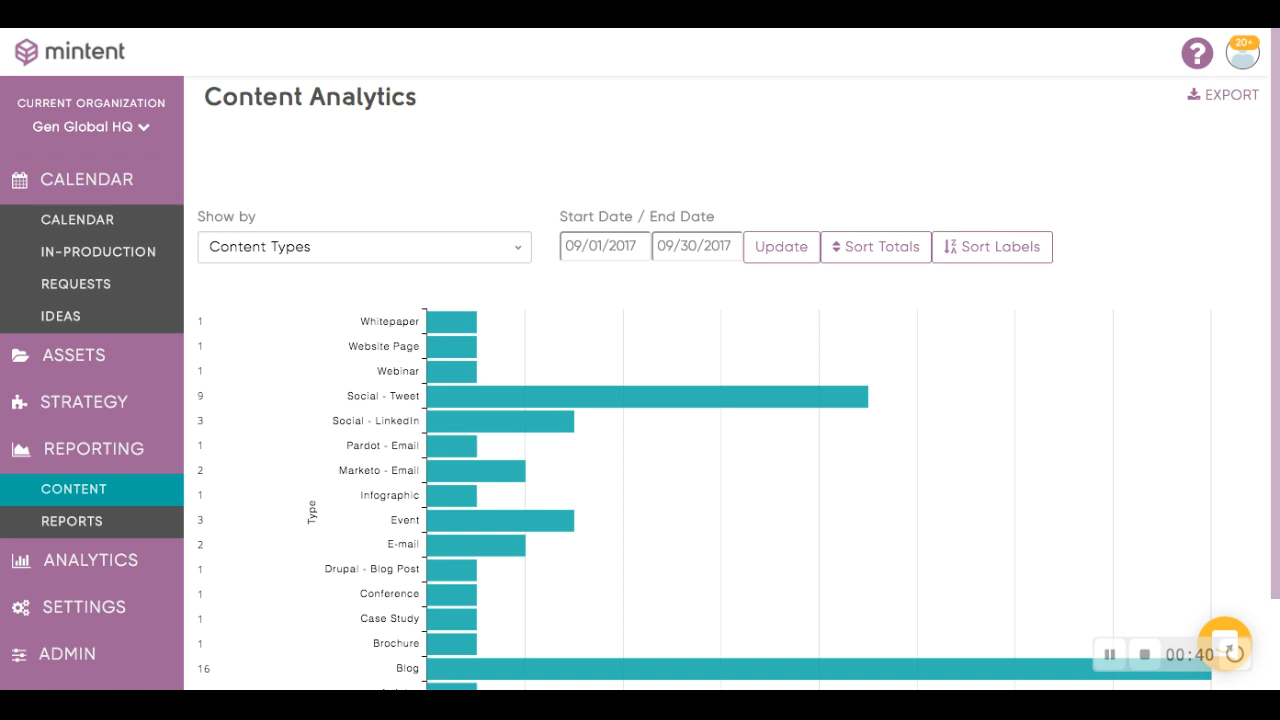 mintent
20+
?
CURRENT ORGANIZATION
Gen Global HQ
CALENDAR
CALENDAR
IN-PRODUCTION
REQUESTS
IDEAS
ASSETS
STRATEGY
REPORTING
CONTENT
REPORTS
ANALYTICS
SETTINGS
ADMIN
Content Analytics
EXPORT
Show by
Content Types
Start Date / End Date
09/01/2017 09/30/2017 Update Sort Totals Sort Labels
1 Whitepaper
1 Website Page
1 Webinar
9 Social - Tweet
3 Social - LinkedIn
1 Pardot - Email
2 Marketo - Email
1 Infographic
Type
3 Event
2 E-mail
1 Drupal - Blog Post
1 Conference
1 Case Study
1 Brochure
16 Blog
00:40